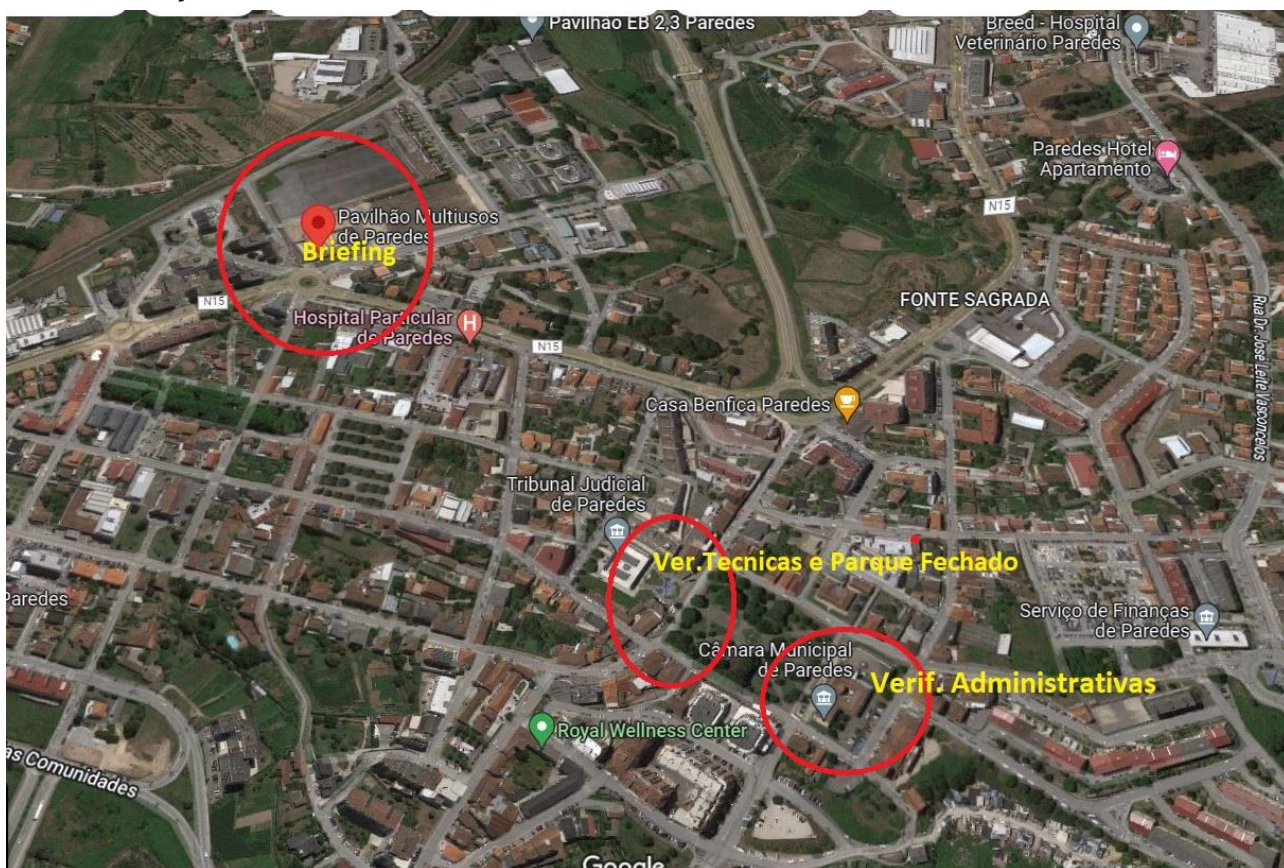 Pavilhão EB 2,3 Paredes
Breed - Hospital
Veterinário Paredes
Paredes Hotel
Apartamento
N15
Pavilhão Multiusos
de Paredes
Briefing
N15
Hospital Particular
de Paredes
H
N15
FONTE SAGRADA
Rua Dr. José Leite Vasconcelos
Casa Benfica Paredes
Tribunal Judicial
de Paredes
Ver.Tecnicas e Parque Fechado
Paredes
Serviço de Finanças
de Paredes
Câmara Municipal
de Paredes
Verif. Administrativas
Royal Wellness Center
as Comunidades
Google